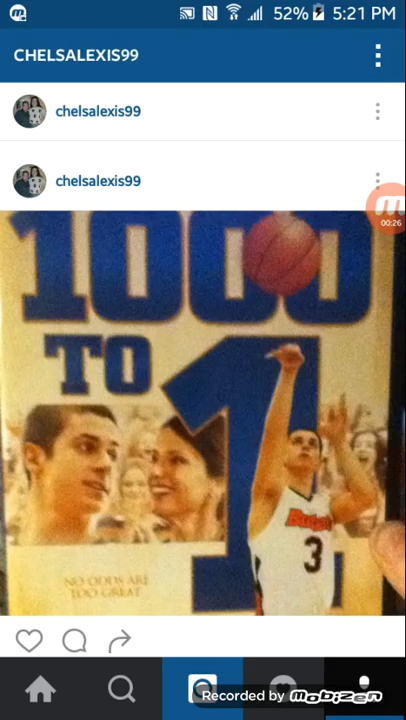 52% 5:21 PM
CHELSALEXIS99
chelsalexis99
chelsalexis99
00:26
1000
TO
1
NO ODDS ARE
TOO GREAT
3
Recorded by mobizen